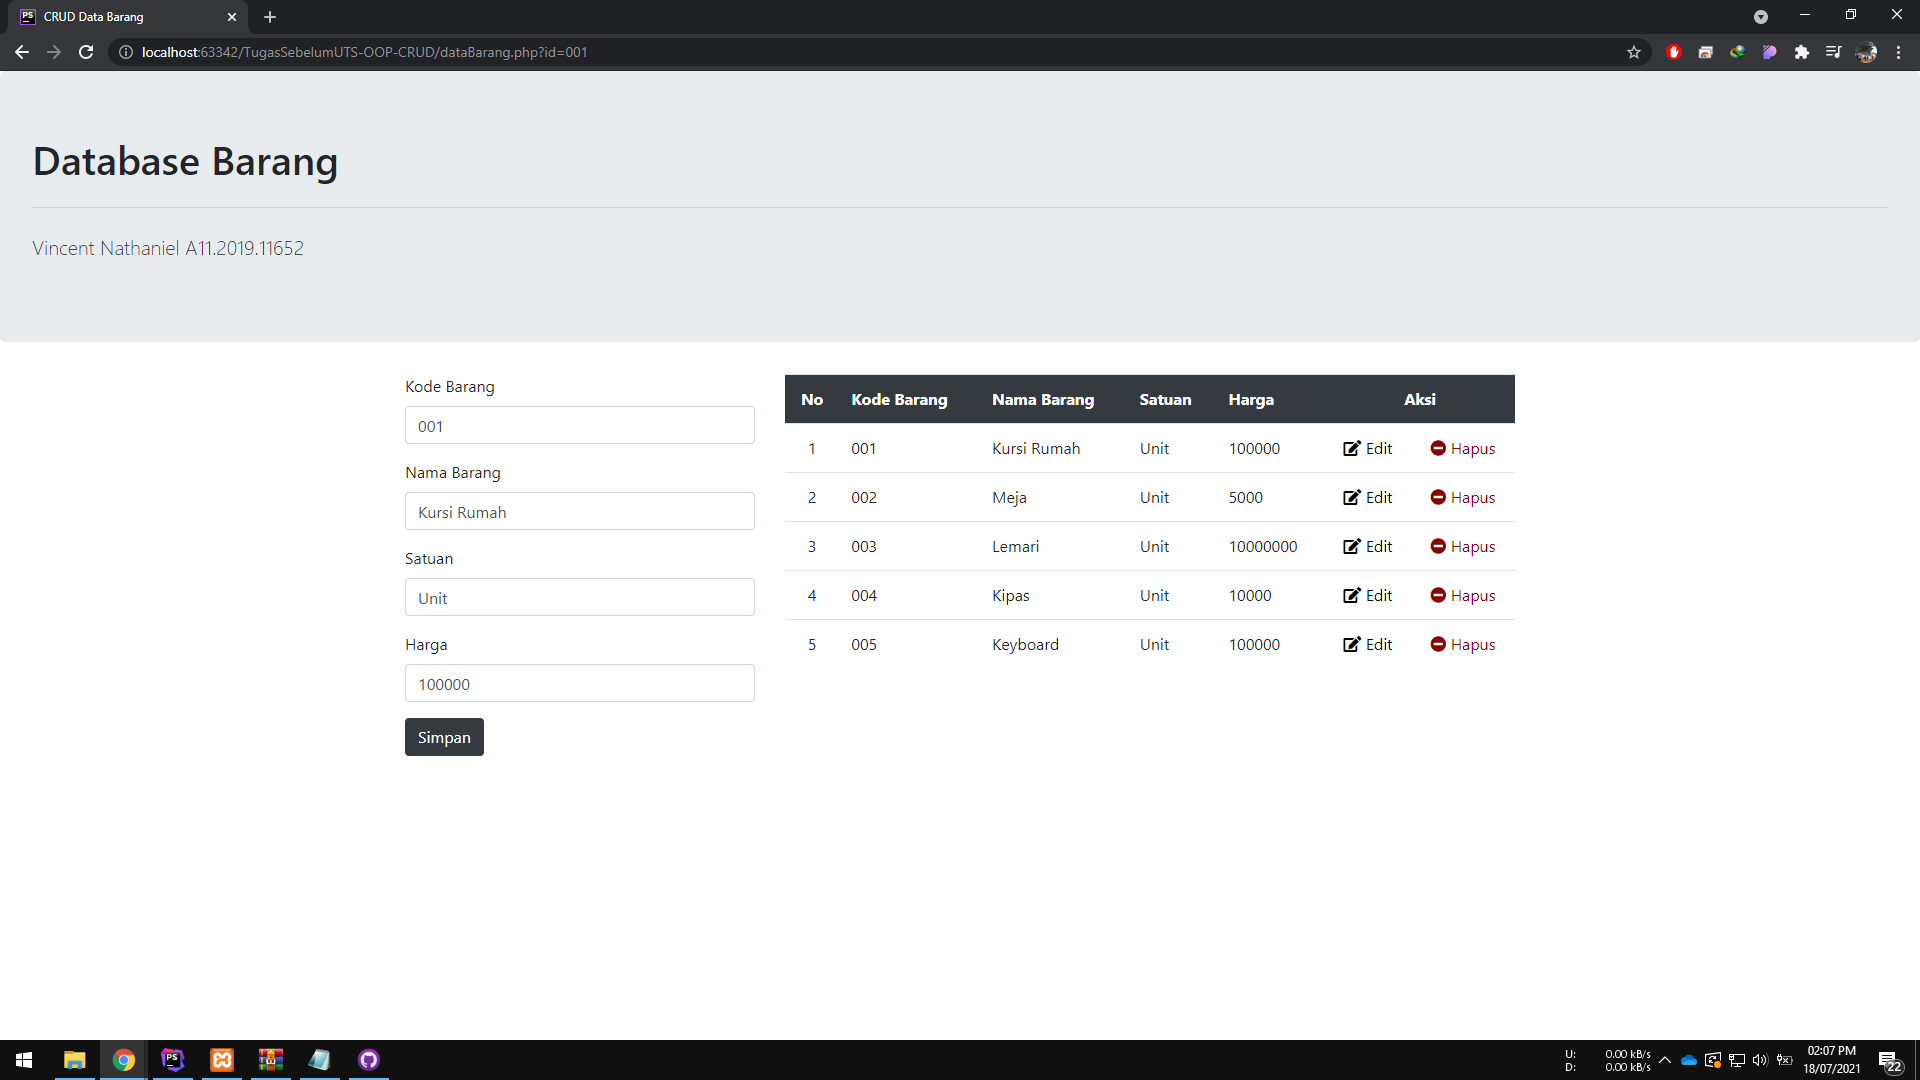 CRUD Data Barang
localhost:63342/TugasSebelumUTS-OOP-CRUD/dataBarang.php?id=001
Database Barang
Vincent Nathaniel A11.2019.11652
Kode Barang
001
Nama Barang
Kursi Rumah
Satuan
Unit
Harga
100000
Simpan
No Kode Barang Nama Barang Satuan Harga Aksi
1 001 Kursi Rumah Unit 100000 Edit Hapus
2 002 Meja Unit 5000 Edit Hapus
3 003 Lemari Unit 10000000 Edit Hapus
4 004 Kipas Unit 10000 Edit Hapus
5 005 Keyboard Unit 100000 Edit Hapus
PS
U: 0.00 kB/s
D: 0.00 kB/s
02:07 PM
18/07/2021
22